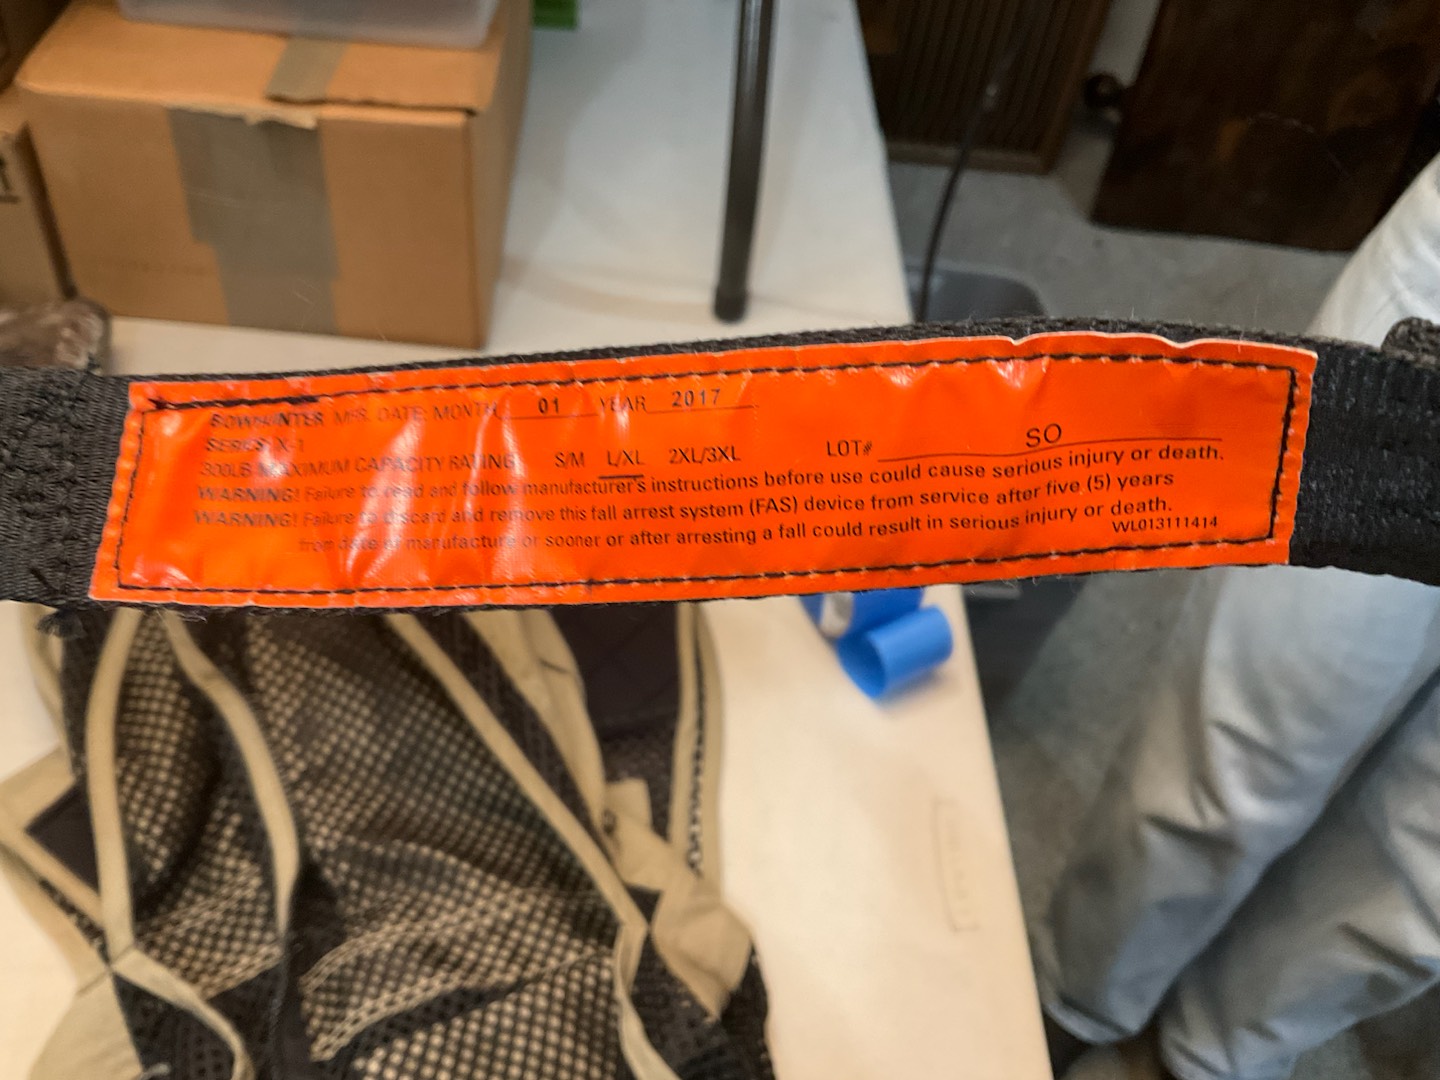 BOWHUNTER MFR. DATE: MONTH 01 YEAR 2017
SERIES X-1
300LB MAXIMUM CAPACITY RATING S/M L/XL 2XL/3XL LOT# SO
WARNING! Failure to read and follow manufacturer's instructions before use could cause serious injury or death.
WARNING! Failure to discard and remove this fall arrest system (FAS) device from service after five (5) years
from date of manufacture or sooner or after arresting a fall could result in serious injury or death.
WL013111414